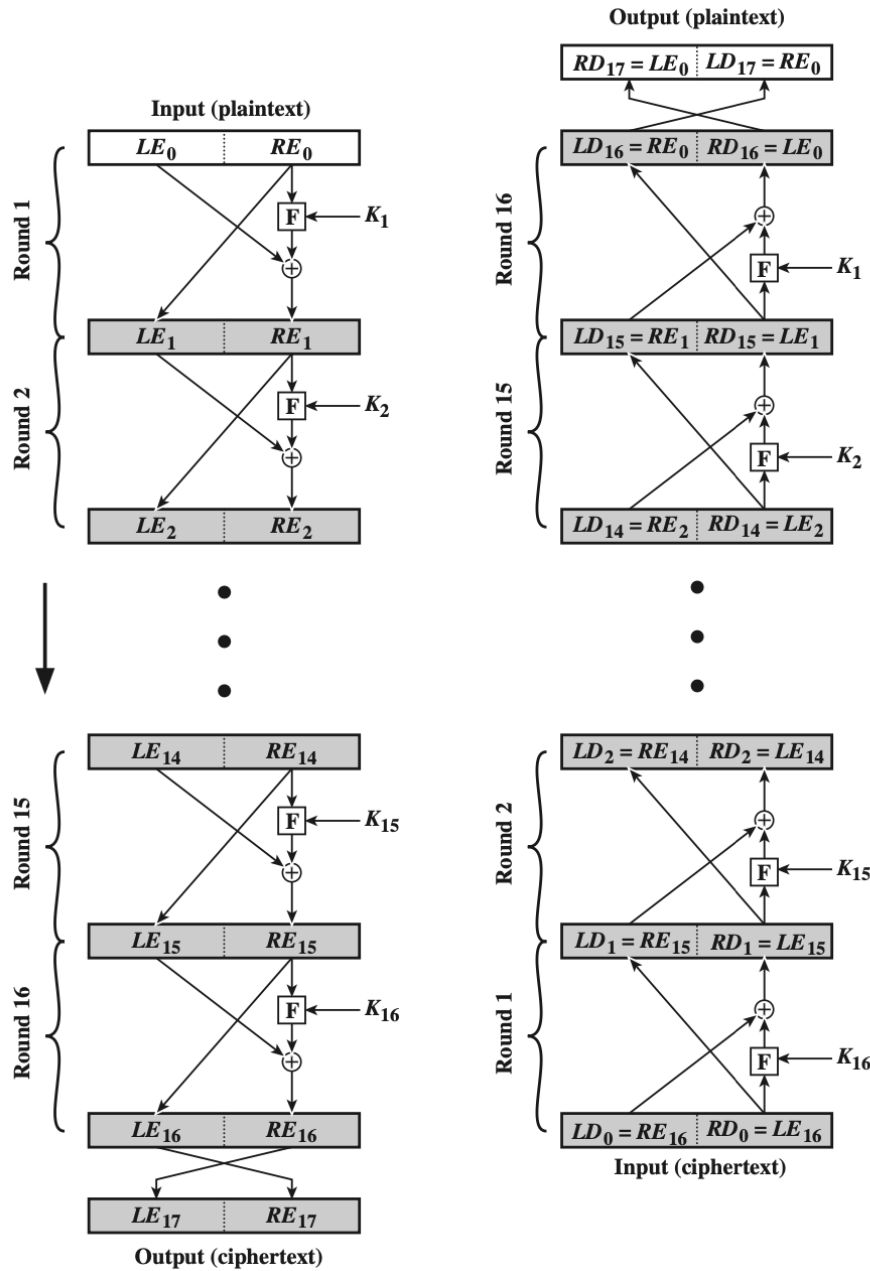 Input (plaintext)
LE0 RE0
Round 1
F K1
+
LE1 RE1
Round 2
F K2
+
LE2 RE2
LE14 RE14
Round 15
F K15
+
LE15 RE15
Round 16
F K16
+
LE16 RE16
LE17 RE17
Output (ciphertext)
Output (plaintext)
RD17 = LE0 LD17 = RE0
LD16 = RE0 RD16 = LE0
Round 16
+
F K1
LD15 = RE1 RD15 = LE1
Round 15
+
F K2
LD14 = RE2 RD14 = LE2
LD2 = RE14 RD2 = LE14
Round 2
+
F K15
LD1 = RE15 RD1 = LE15
Round 1
+
F K16
LD0 = RE16 RD0 = LE16
Input (ciphertext)